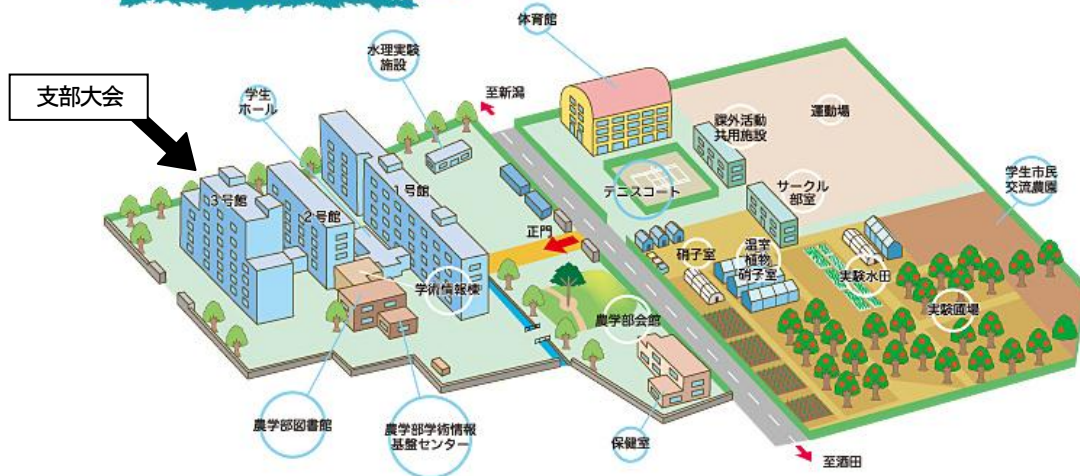 体育館
水理実験
施設
支部大会
学生
ホール
至新潟
課外活動
共用施設
運動場
学生市民
交流農園
テニスコート
サークル
部室
3号館
2号館
1号館
正門
硝子室
温室
植物
硝子室
実験水田
学術情報棟
農学部会館
実験圃場
農学部図書館
農学部学術情報
基盤センター
保健室
至酒田